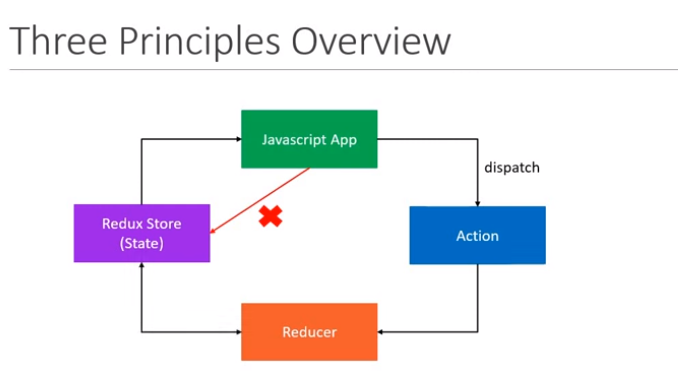 Three Principles Overview
Javascript App
dispatch
Redux Store
(State)
Action
Reducer